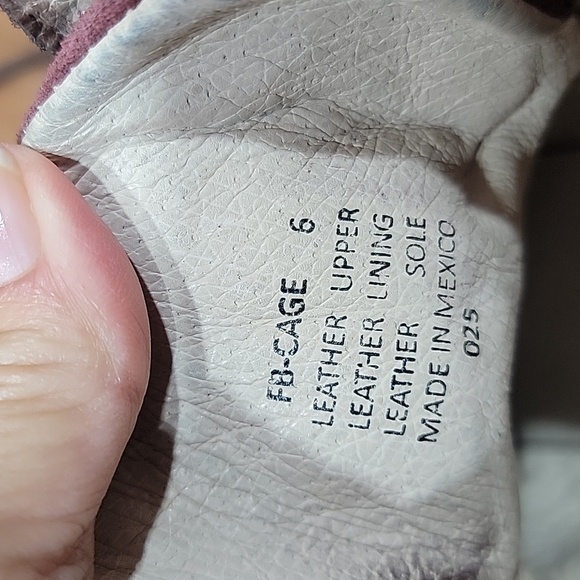 FB-CAGE 6
LEATHER UPPER
LEATHER LINING
LEATHER SOLE
MADE IN MEXICO
025